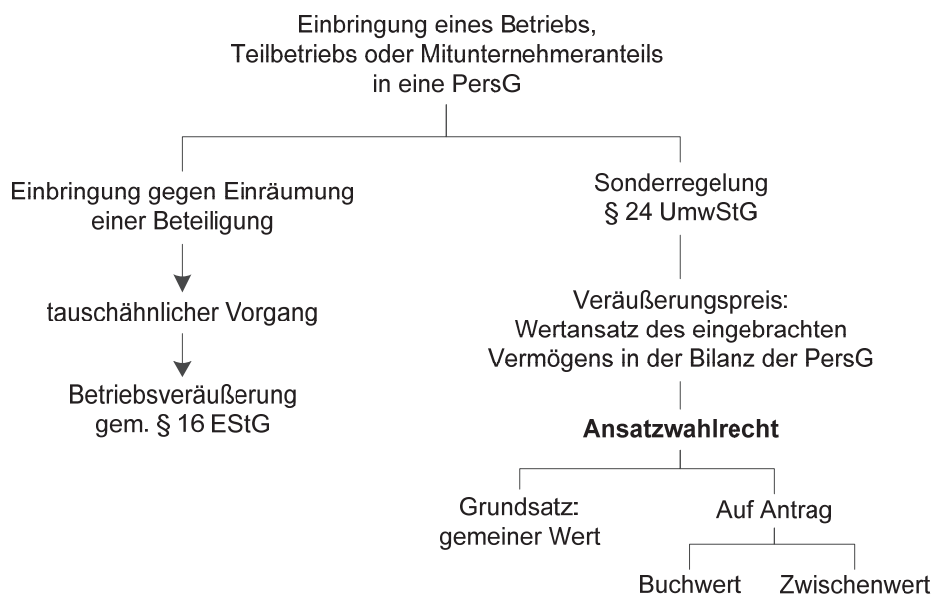 Einbringung eines Betriebs,
Teilbetriebs oder Mitunternehmeranteils
in eine PersG
Einbringung gegen Einräumung
einer Beteiligung
tauschähnlicher Vorgang
Betriebsveräußerung
gem. § 16 EStG
Sonderregelung
§ 24 UmwStG
Veräußerungspreis:
Wertansatz des eingebrachten
Vermögens in der Bilanz der PersG
Ansatzwahlrecht
Grundsatz:
gemeiner Wert
Auf Antrag
Buchwert
Zwischenwert